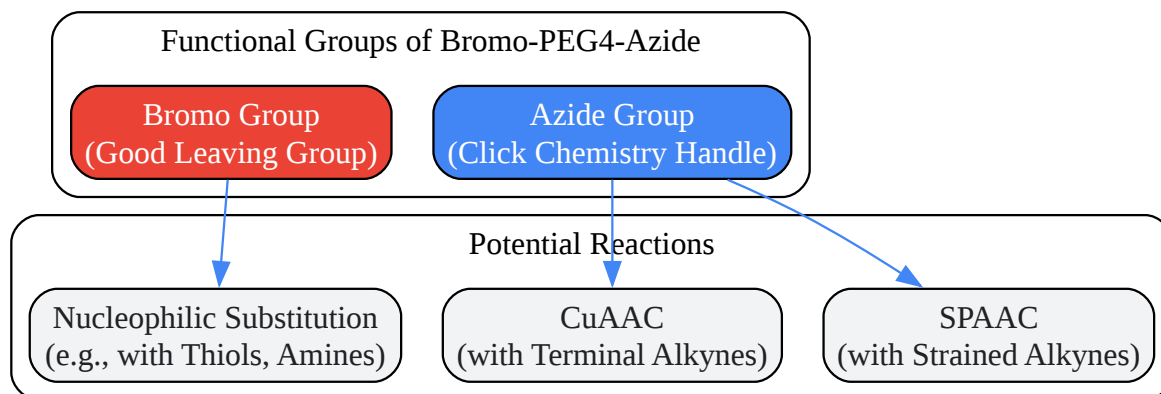 Functional Groups of Bromo-PEG4-Azide
Bromo Group
(Good Leaving Group)
Azide Group
(Click Chemistry Handle)
Potential Reactions
Nucleophilic Substitution
(e.g., with Thiols, Amines)
CuAAC
(with Terminal Alkynes)
SPAAC
(with Strained Alkynes)